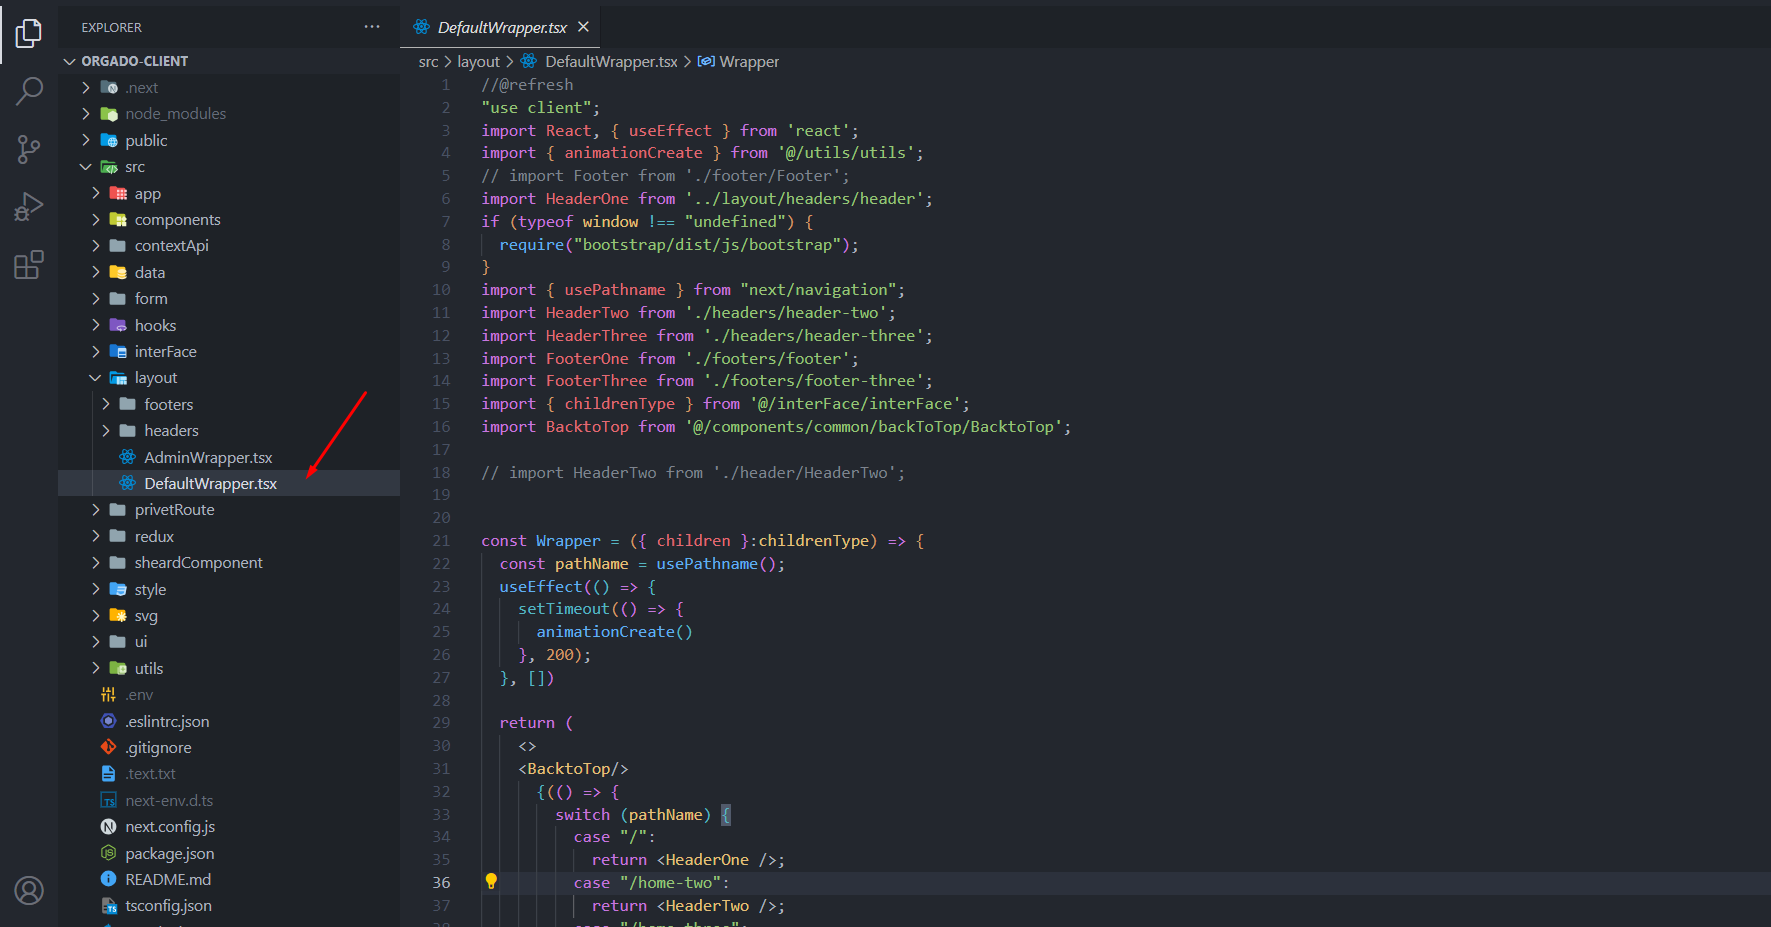 EXPLORER
ORGADO-CLIENT
.next
node_modules
public
src
app
components
contextApi
data
form
hooks
interFace
layout
footers
headers
AdminWrapper.tsx
DefaultWrapper.tsx
privetRoute
redux
sheardComponent
style
svg
ui
utils
.env
.eslintrc.json
.gitignore
.text.txt
next-env.d.ts
next.config.js
package.json
README.md
tsconfig.json
DefaultWrapper.tsx
src > layout > DefaultWrapper.tsx > Wrapper
1 //@refresh
2 "use client";
3 import React, { useEffect } from 'react';
4 import { animationCreate } from '@/utils/utils';
5 // import Footer from './footer/Footer';
6 import HeaderOne from '../layout/headers/header';
7 if (typeof window !== "undefined") {
8 require("bootstrap/dist/js/bootstrap");
9 }
10 import { usePathname } from "next/navigation";
11 import HeaderTwo from './headers/header-two';
12 import HeaderThree from './headers/header-three';
13 import FooterOne from './footers/footer';
14 import FooterThree from './footers/footer-three';
15 import { childrenType } from '@/interFace/interFace';
16 import BacktoTop from '@/components/common/backToTop/BacktoTop';
17
18 // import HeaderTwo from './header/HeaderTwo';
19
20
21 const Wrapper = ({ children }:childrenType) => {
22 const pathName = usePathname();
23 useEffect(() => {
24 setTimeout(() => {
25 animationCreate()
26 }, 200);
27 }, [])
28
29 return (
30 <>
31 <BacktoTop/>
32 {(() => {
33 switch (pathName) {
34 case "/":
35 return <HeaderOne />;
36 case "/home-two":
37 return <HeaderTwo />;
38 case "/home-three":